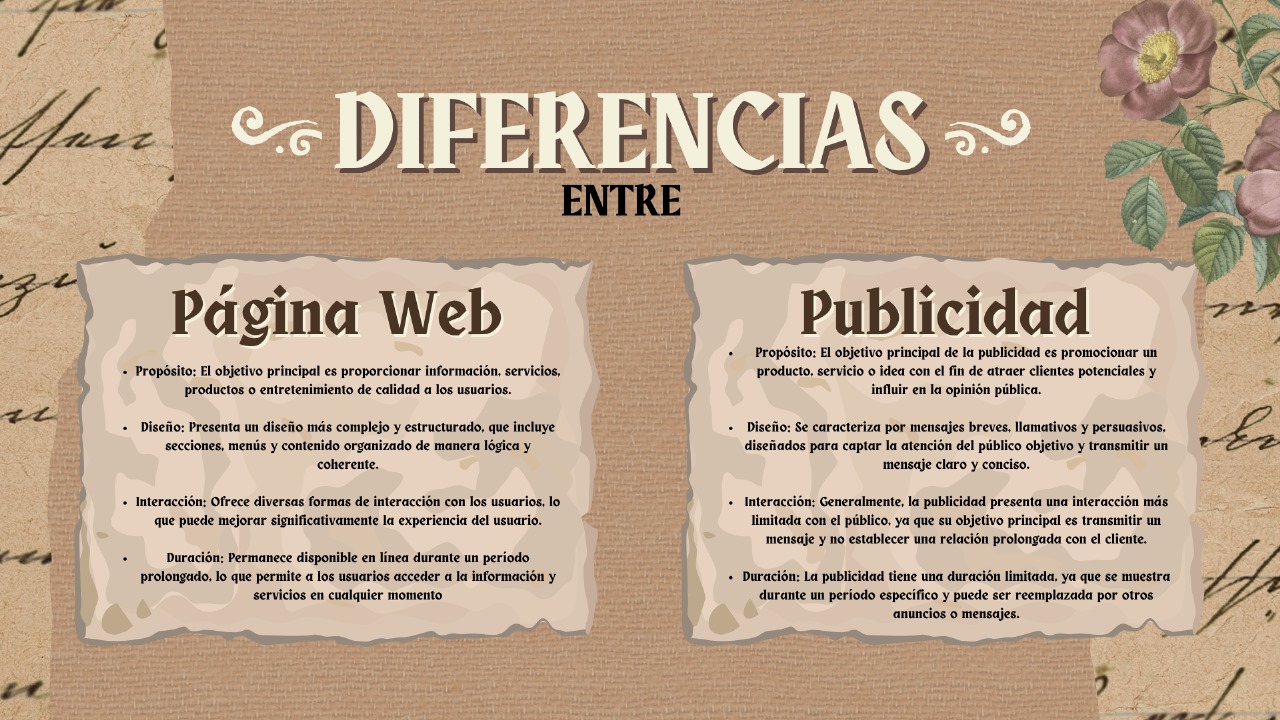 DIFERENCIAS
ENTRE
Página Web
• Propósito: El objetivo principal es proporcionar información, servicios,
productos o entretenimiento de calidad a los usuarios.
• Diseño: Presenta un diseño más complejo y estructurado, que incluye
secciones, menús y contenido organizado de manera lógica y
coherente.
• Interacción: Ofrece diversas formas de interacción con los usuarios, lo
que puede mejorar significativamente la experiencia del usuario.
• Duración: Permanece disponible en línea durante un período
prolongado, lo que permite a los usuarios acceder a la información y
servicios en cualquier momento
Publicidad
• Propósito: El objetivo principal de la publicidad es promocionar un
producto, servicio o idea con el fin de atraer clientes potenciales y
influir en la opinión pública.
• Diseño: Se caracteriza por mensajes breves, llamativos y persuasivos,
diseñados para captar la atención del público objetivo y transmitir un
mensaje claro y conciso.
• Interacción: Generalmente, la publicidad presenta una interacción más
limitada con el público, ya que su objetivo principal es transmitir un
mensaje y no establecer una relación prolongada con el cliente.
• Duración: La publicidad tiene una duración limitada, ya que se muestra
durante un período específico y puede ser reemplazada por otros
anuncios o mensajes.